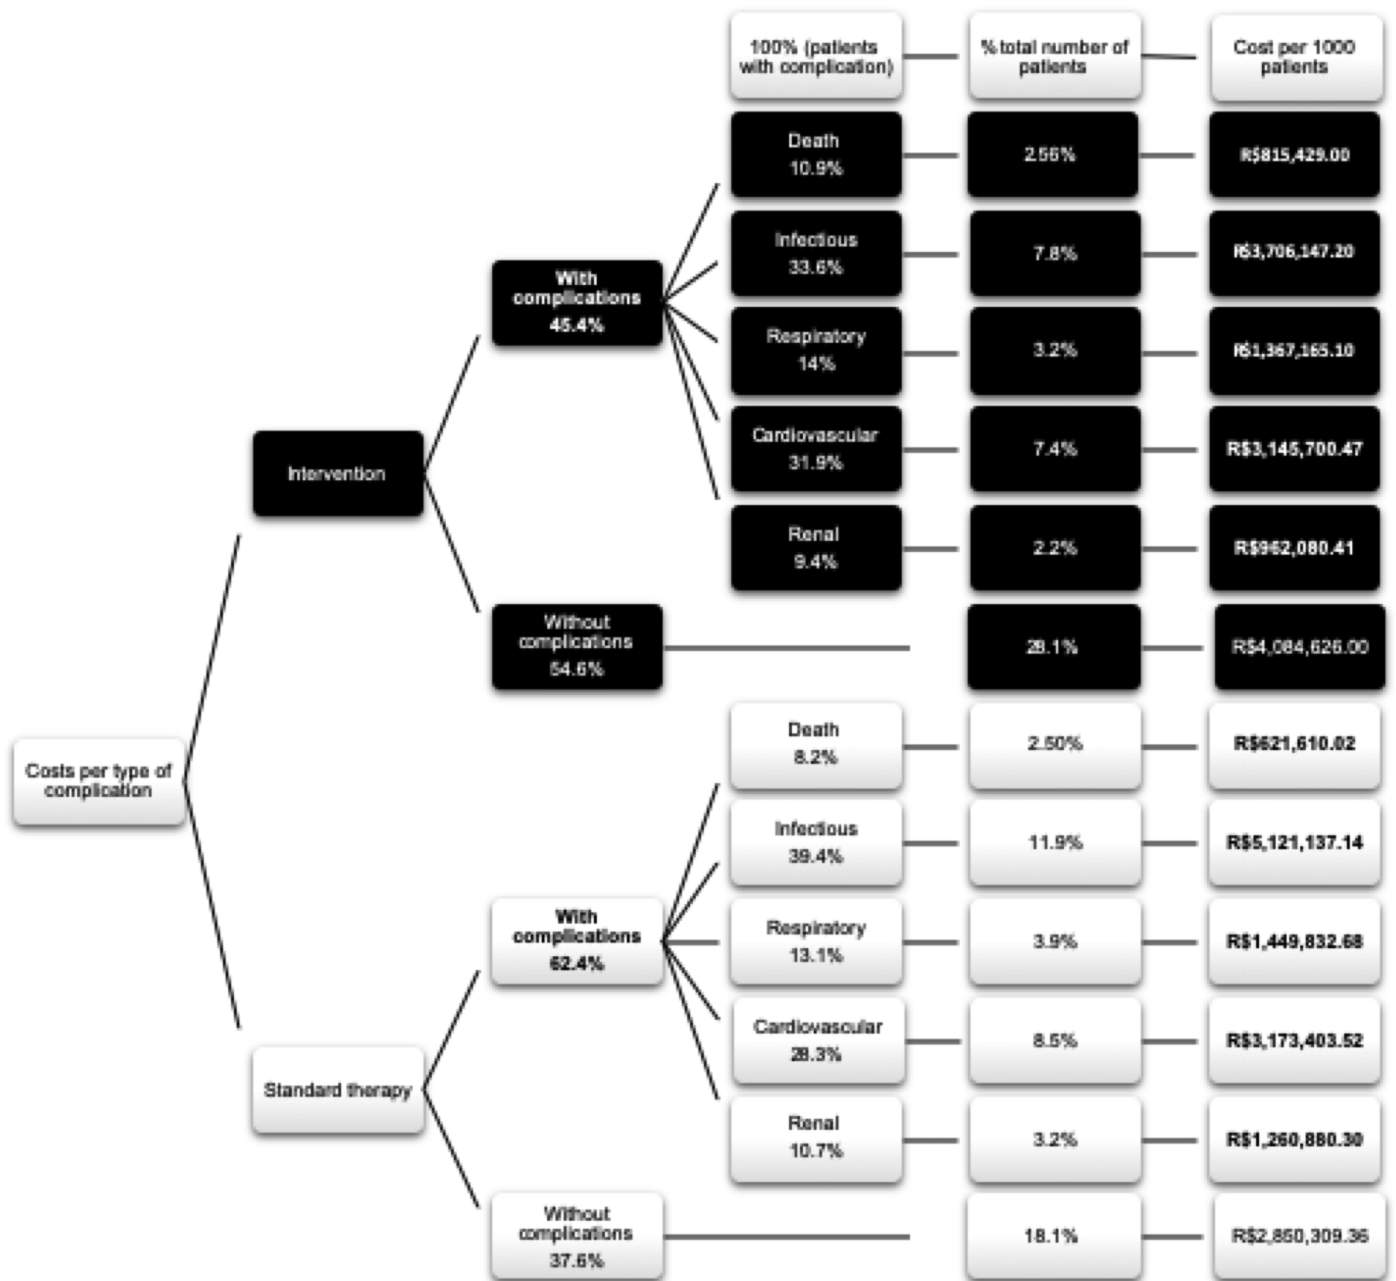 100% (patients
with complication)
% total number of
patients
Cost per 1000
patients
Death
10.9%
2.56%
R$815,429.00
Infectious
33.6%
7.8%
R$3,706,147.20
With
complications
45.4%
Respiratory
14%
3.2%
R$1,367,165.10
Cardiovascular
31.9%
7.4%
R$3,145,700.47
Intervention
Renal
9.4%
2.2%
R$962,080.41
Without
complications
54.6%
28.1%
R$4,084,626.00
Costs per type of
complication
Death
8.2%
2.50%
R$621,610.02
Infectious
39.4%
11.9%
R$5,121,137.14
With
complications
62.4%
Respiratory
13.1%
3.9%
R$1,449,832.68
Cardiovascular
28.3%
8.5%
R$3,173,403.52
Standard therapy
Renal
10.7%
3.2%
R$1,260,880.30
Without
complications
37.6%
18.1%
R$2,850,309.36